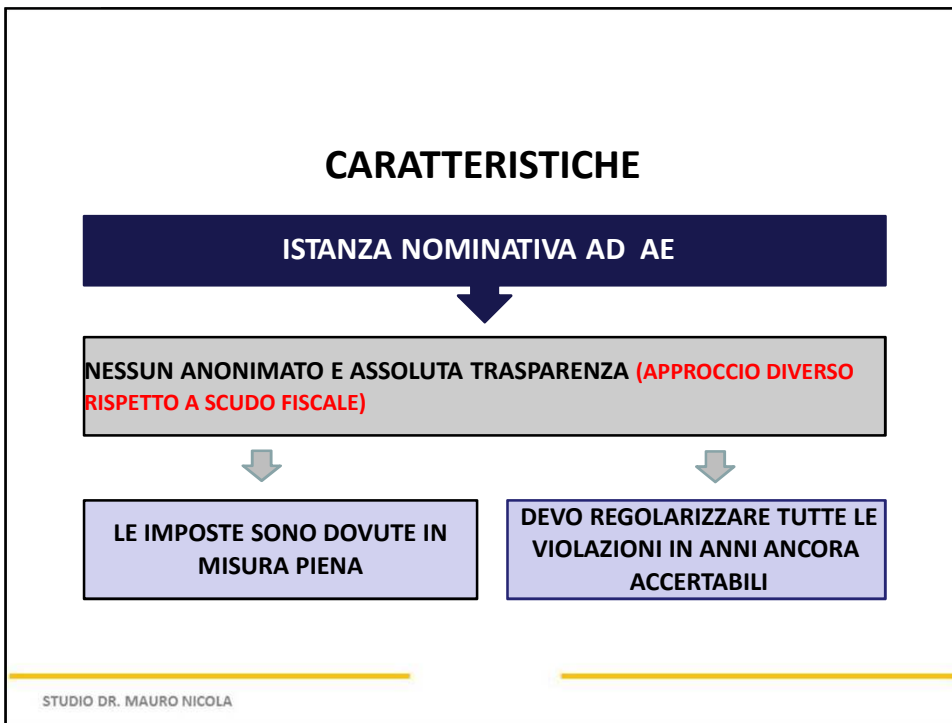 CARATTERISTICHE
ISTANZA NOMINATIVA AD AE
NESSUN ANONIMATO E ASSOLUTA TRASPARENZA (APPROCCIO DIVERSO
RISPETTO A SCUDO FISCALE)
LE IMPOSTE SONO DOVUTE IN
MISURA PIENA
DEVO REGOLARIZZARE TUTTE LE
VIOLAZIONI IN ANNI ANCORA
ACCERTABILI
STUDIO DR. MAURO NICOLA